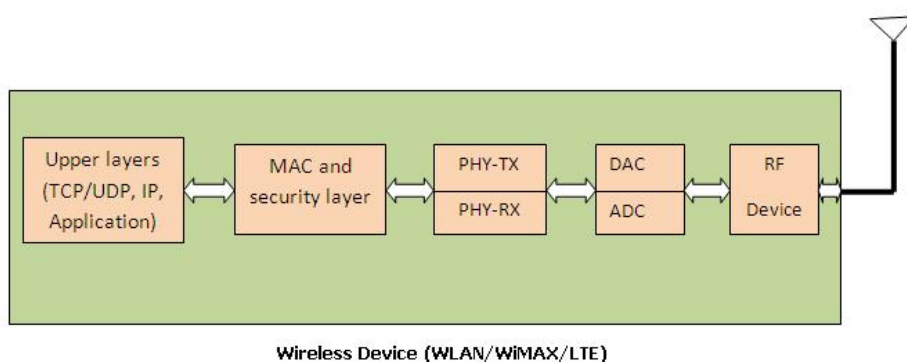 Upper layers
(TCP/UDP, IP,
Application)
MAC and
security layer
PHY-TX
PHY-RX
DAC
ADC
RF
Device
Wireless Device (WLAN/WiMAX/LTE)